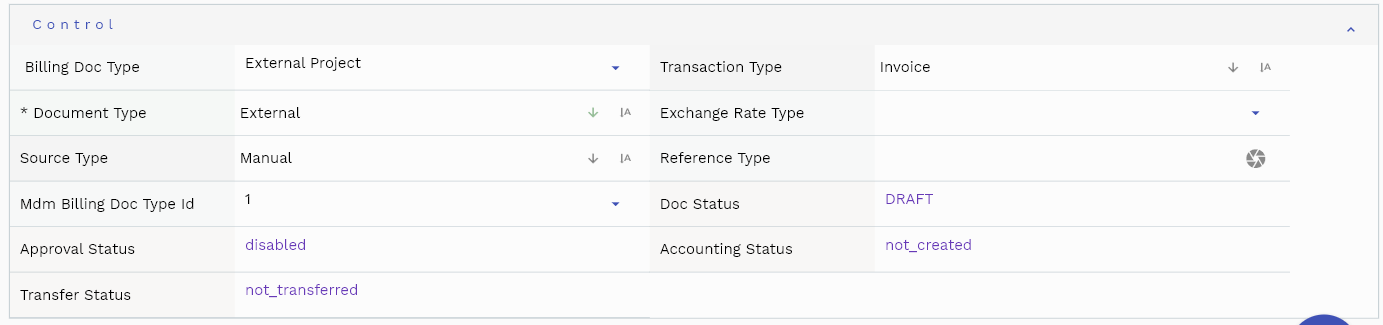 Control
Billing Doc Type External Project Transaction Type Invoice
* Document Type External Exchange Rate Type
Source Type Manual Reference Type
Mdm Billing Doc Type Id 1 Doc Status DRAFT
Approval Status disabled Accounting Status not_created
Transfer Status not_transferred